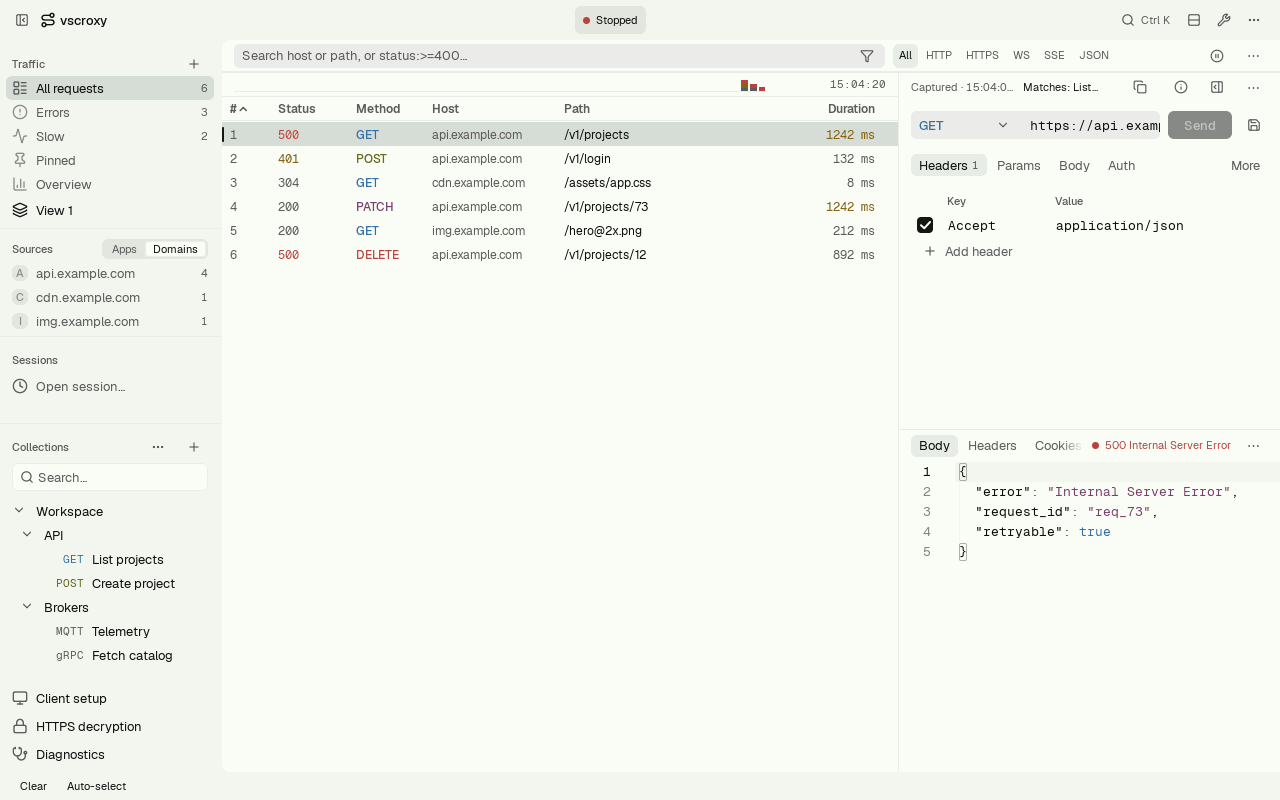 vscroxy
Stopped
Ctrl K
Traffic
All requests 6
Errors 3
Slow 2
Pinned
Overview
View 1
Sources Apps Domains
A api.example.com 4
C cdn.example.com 1
I img.example.com 1
Sessions
Open session...
Collections
Search...
Workspace
API
GET List projects
POST Create project
Brokers
MQTT Telemetry
gRPC Fetch catalog
Client setup
HTTPS decryption
Diagnostics
Clear Auto-select
Search host or path, or status:>=400...
All HTTP HTTPS WS SSE JSON
15:04:20
# Status Method Host Path Duration
1 500 GET api.example.com /v1/projects 1242 ms
2 401 POST api.example.com /v1/login 132 ms
3 304 GET cdn.example.com /assets/app.css 8 ms
4 200 PATCH api.example.com /v1/projects/73 1242 ms
5 200 GET img.example.com /hero@2x.png 212 ms
6 500 DELETE api.example.com /v1/projects/12 892 ms
Captured · 15:04:0... Matches: List...
GET https://api.examp Send
Headers 1 Params Body Auth More
Key Value
Accept application/json
Add header
Body Headers Cookies 500 Internal Server Error
1 {
2 "error": "Internal Server Error",
3 "request_id": "req_73",
4 "retryable": true
5 }